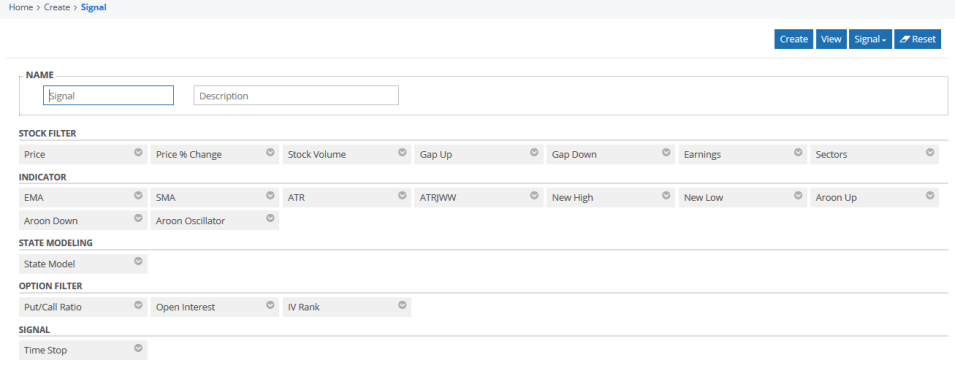 Home > Create > Signal
Create View Signal Reset
NAME
Signal Description
STOCK FILTER
Price Price % Change Stock Volume Gap Up Gap Down Earnings Sectors
INDICATOR
EMA SMA ATR ATRJWW New High New Low Aroon Up
Aroon Down Aroon Oscillator
STATE MODELING
State Model
OPTION FILTER
Put/Call Ratio Open Interest IV Rank
SIGNAL
Time Stop